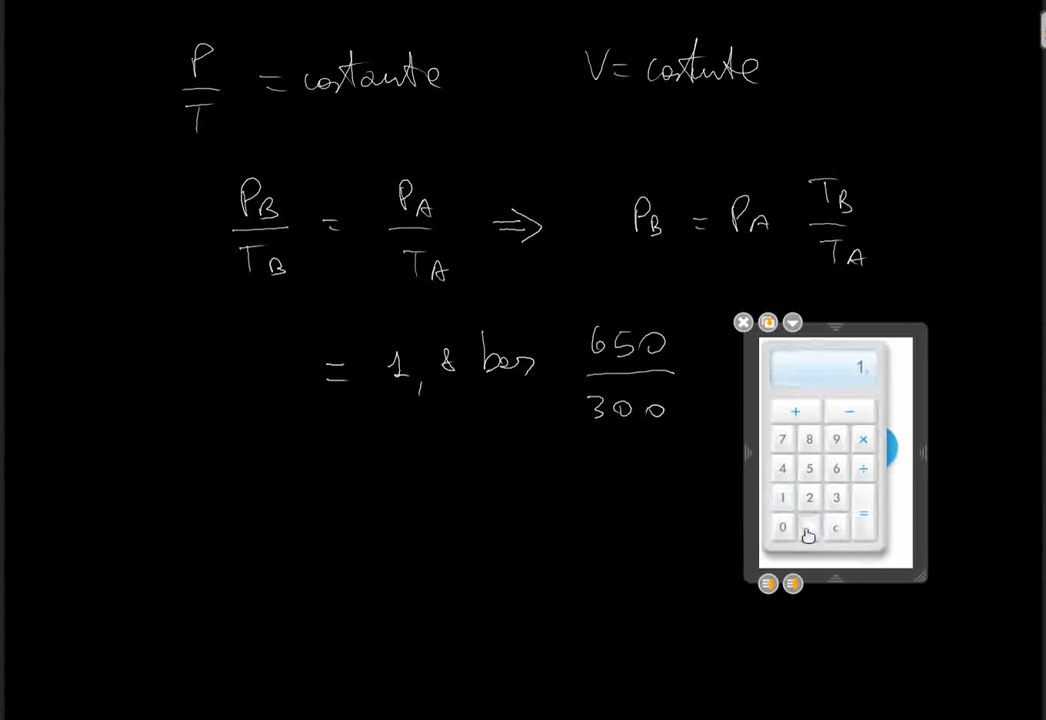 P/T = costante V = costante
P_B/T_B = P_A/T_A ⇒ P_B = P_A T_B/T_A
= 1,8 bar 650/300
1,
+ −
7 8 9 ×
4 5 6 ÷
1 2 3
0 c =